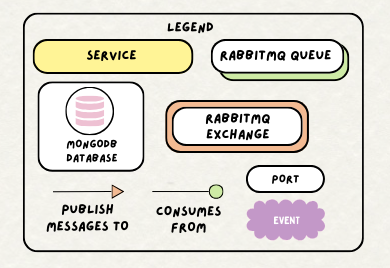 LEGEND
SERVICE
RABBITMQ QUEUE
MONGODB
DATABASE
RABBITMQ
EXCHANGE
PORT
PUBLISH
MESSAGES TO
CONSUMES
FROM
EVENT